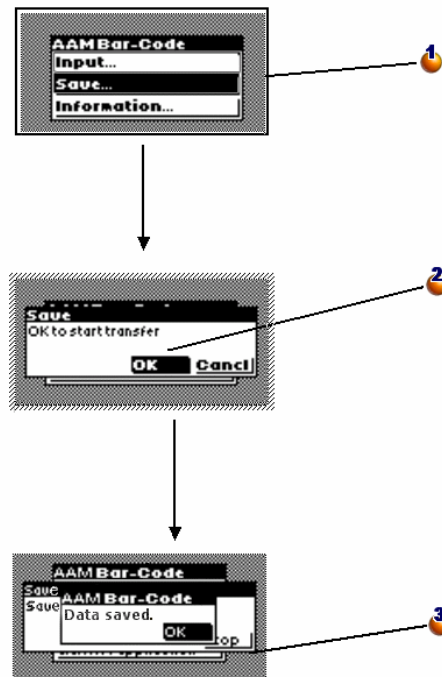 AAM Bar-Code
Input...
Save...
Information...
1
Save
OK to start transfer
OK Cancl
2
AAM Bar-Code
Save
Save
AAM Bar-Code
Data saved.
OK
3